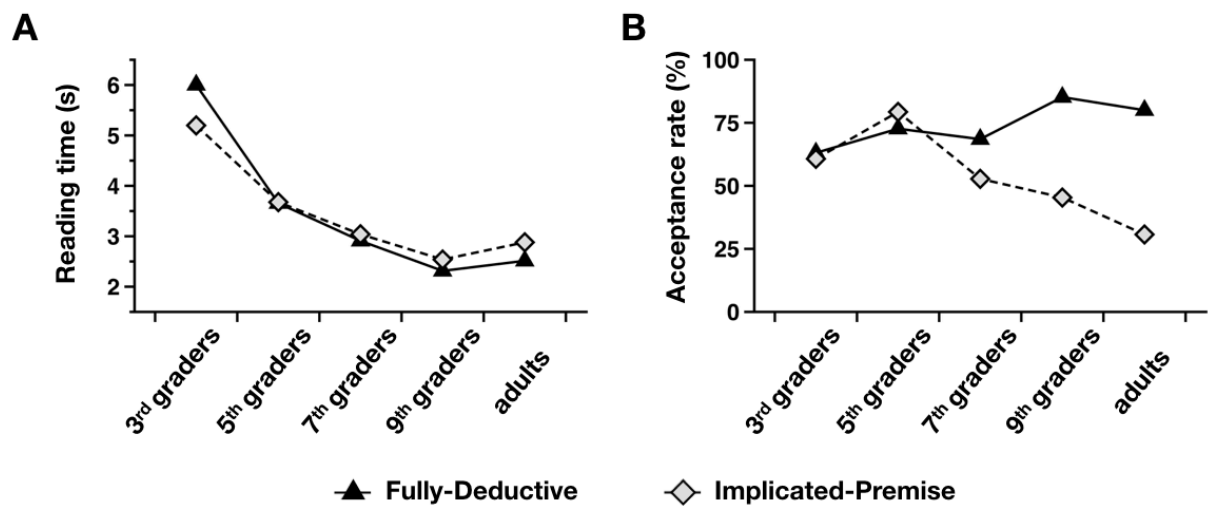 A
Reading time (s)
6
5
4
3
2
3rd graders
5th graders
7th graders
9th graders
adults
B
Acceptance rate (%)
100
75
50
25
0
3rd graders
5th graders
7th graders
9th graders
adults
Fully-Deductive
Implicated-Premise